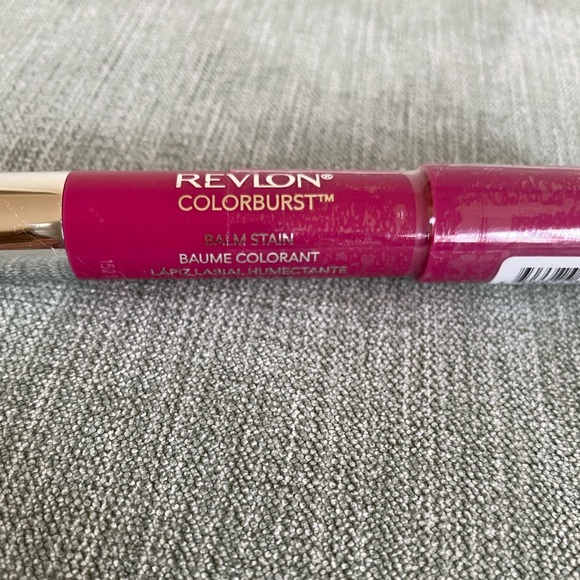 REVLON®
COLORBURST™
BALM STAIN
BAUME COLORANT
LÁPIZ LABIAL HUMECTANTE